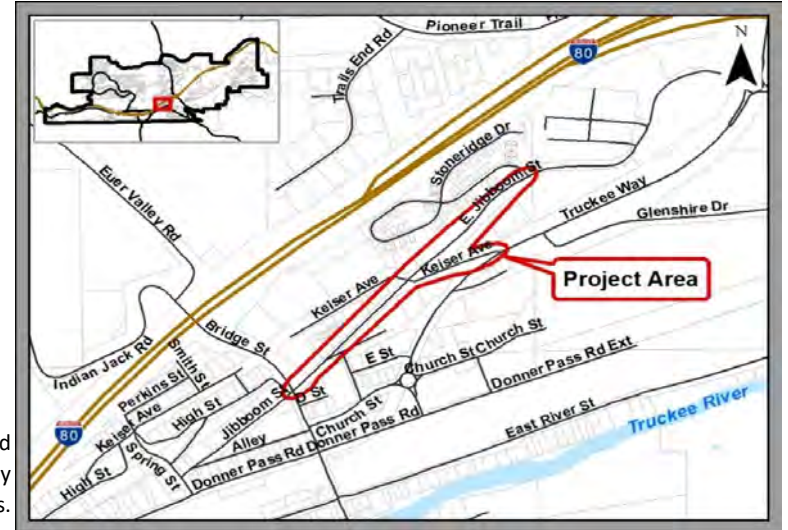 Pioneer Trail
N
80
Trails End Rd
Stoneridge Dr
E. Jibboom St
Truckee Way
Glenshire Dr
Euer Valley Rd
Keiser Ave
Keiser Ave
Project Area
Bridge St
Indian Jack Rd
Smith St
Perkins St
Keiser Ave
High St
Jibboom St
D St
E St
Church St
Church St
Donner Pass Rd Ext
Alley
Church St
Donner Pass Rd
Donner Pass Rd
East River St
Truckee River
80
High St
Spring St
d
y
s.